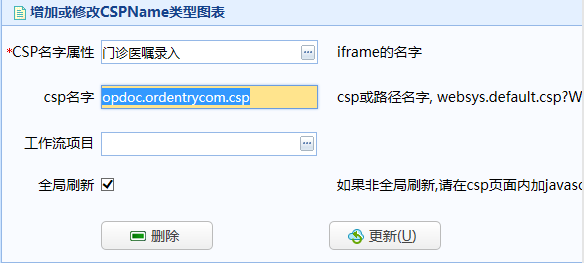 增加或修改CSPName类型图表
*CSP名字属性 门诊医嘱录入 iframe的名字
csp名字 opdoc.ordentrycom.csp csp或路径名字, websys.default.csp?W
工作流项目
全局刷新 如果非全局刷新,请在csp页面内加javasc
删除 更新(U)